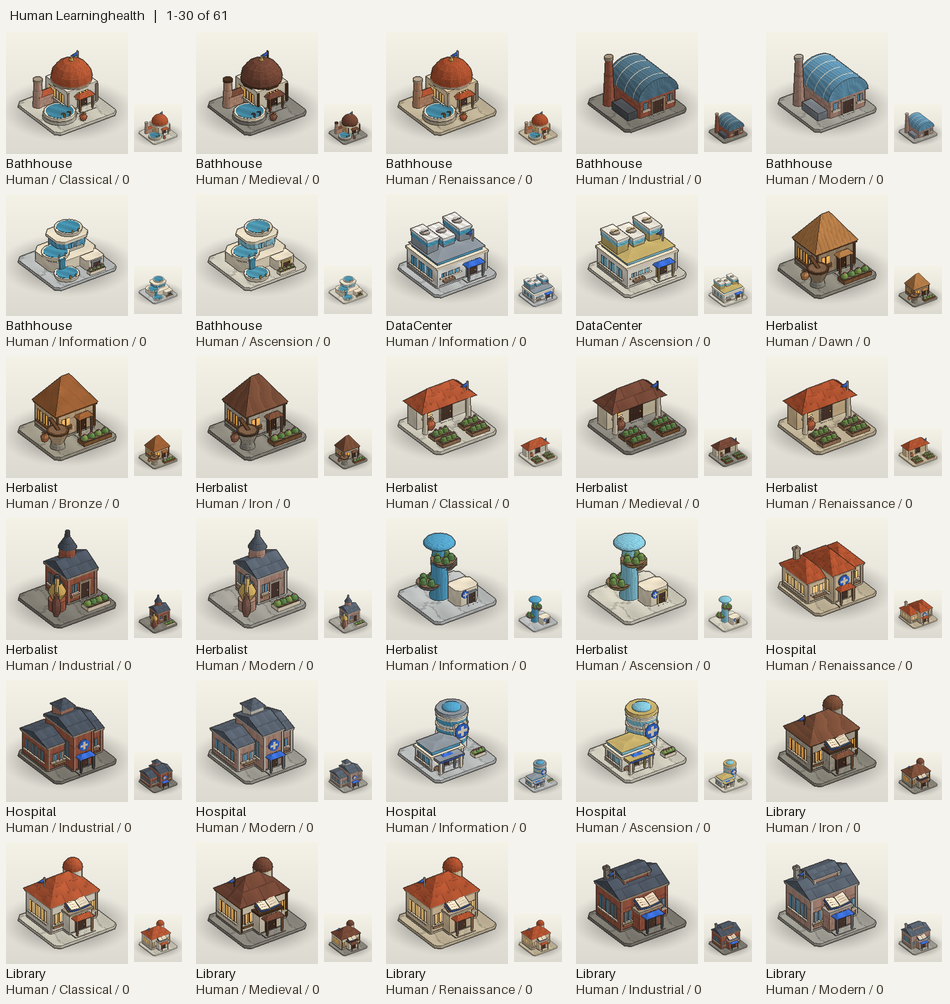 Human Learninghealth | 1-30 of 61
Bathhouse
Human / Classical / 0
Bathhouse
Human / Medieval / 0
Bathhouse
Human / Renaissance / 0
Bathhouse
Human / Industrial / 0
Bathhouse
Human / Modern / 0
Bathhouse
Human / Information / 0
Bathhouse
Human / Ascension / 0
DataCenter
Human / Information / 0
DataCenter
Human / Ascension / 0
Herbalist
Human / Dawn / 0
Herbalist
Human / Bronze / 0
Herbalist
Human / Iron / 0
Herbalist
Human / Classical / 0
Herbalist
Human / Medieval / 0
Herbalist
Human / Renaissance / 0
Herbalist
Human / Industrial / 0
Herbalist
Human / Modern / 0
Herbalist
Human / Information / 0
Herbalist
Human / Ascension / 0
Hospital
Human / Renaissance / 0
Hospital
Human / Industrial / 0
Hospital
Human / Modern / 0
Hospital
Human / Information / 0
Hospital
Human / Ascension / 0
Library
Human / Iron / 0
Library
Human / Classical / 0
Library
Human / Medieval / 0
Library
Human / Renaissance / 0
Library
Human / Industrial / 0
Library
Human / Modern / 0